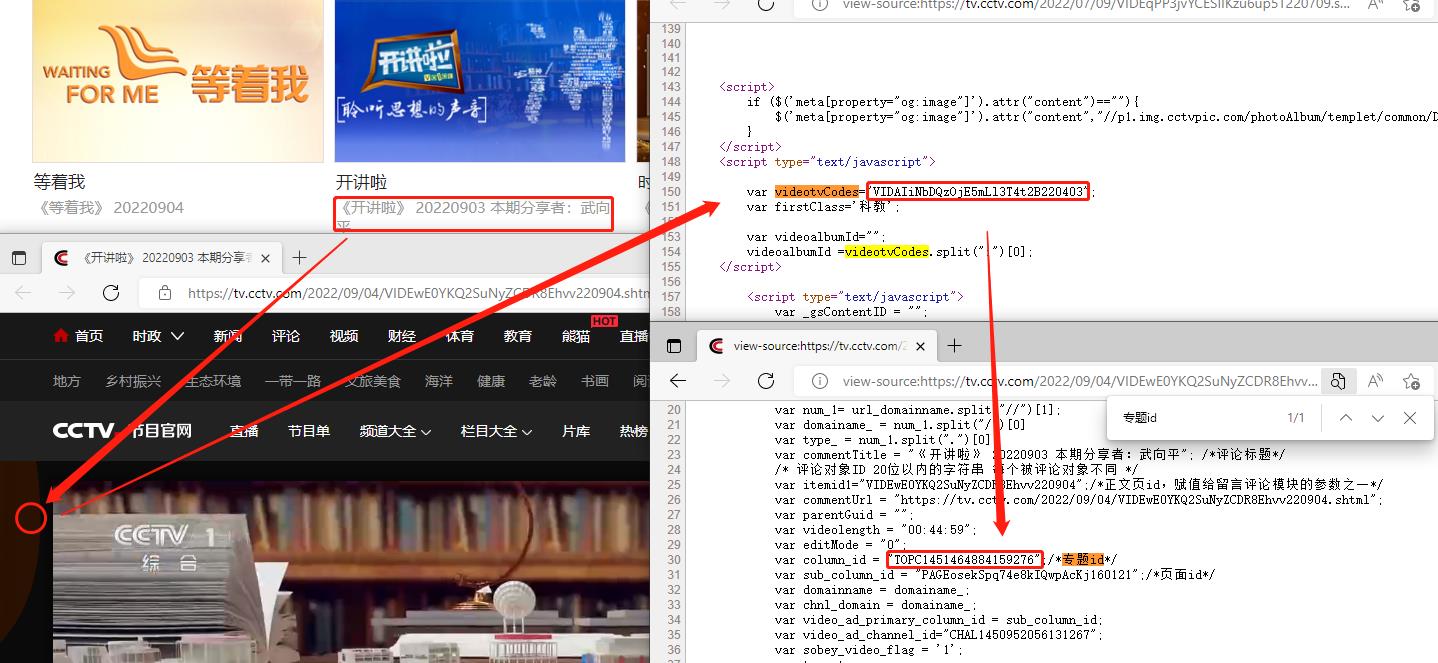 WAITING
FOR ME 等着我
开讲啦
[聆听思想的声音]
等着我
《等着我》 20220904
开讲啦
《开讲啦》 20220903 本期分享者：武向
平
《开讲啦》 20220903 本期分享者
https://tv.cctv.com/2022/09/04/VIDEwE0YKQ2SuNyZCDR8Ehvv220904.shtml
首页 时政 新闻 评论 视频 财经 体育 教育 熊猫 HOT 直播
地方 乡村振兴 生态环境 一带一路 文旅美食 海洋 健康 老龄 书画
CCTV 节目官网 直播 节目单 频道大全 栏目大全 片库 热榜
CCTV 1
综合
139
140
141
142
143 <script>
144 if ($('meta[property="og:image"]').attr("content")==""){
145 $('meta[property="og:image"]').attr("content","//p1.img.cctvpic.com/photoAlbum/templet/common/D
146 }
147 </script>
148 <script type="text/javascript">
149
150 var videotvCodes="VIDAIiNbDQzOjE5mLl3T4t2B220403";
151 var firstClass='科教';
153 var videoalbumId="";
154 videoalbumId =videotvCodes.split(".")[0];
155 </script>
156
157 <script type="text/javascript">
158 var _gsContentID = "";
view-source:https://tv.cctv.com/2
view-source:https://tv.cctv.com/2022/09/04/VIDEwE0YKQ2SuNyZCDR8Ehvv...
专题id 1/1
20 var num_1= url_domainname.split("//")[1];
21 var domainame_ = num_1.split("/")[0]
22 var type_ = num_1.split(".")[0]
23 var commentTitle = "《开讲啦》 20220903 本期分享者：武向平"; /*评论标题*/
24 /* 评论对象ID 20位以内的字符串 每个被评论对象不同 */
25 var itemid1="VIDEwE0YKQ2SuNyZCDR8Ehvv220904";/*正文页id，赋值给留言评论模块的参数之一*/
26 var commentUrl = "https://tv.cctv.com/2022/09/04/VIDEwE0YKQ2SuNyZCDR8Ehvv220904.shtml";
27 var parentGuid = "";
28 var videolength = "00:44:59";
29 var editMode = "0";
30 var column_id = "TOPC1451464884159276";/*专题id*/
31 var sub_column_id = "PAGEosekSpq74e8kIQwpAcKj160121";/*页面id*/
32 var domainname = domainame_;
33 var chnl_domain = domainame_;
34 var video_ad_primary_column_id = sub_column_id;
35 var video_ad_channel_id="CHAL1450952056131267";
36 var sobey_video_flag = '1';